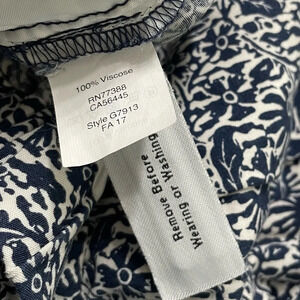 100% Viscose
RN77388
CA56445
Style G7913
FA 17
Remove Before
Wearing or Washing